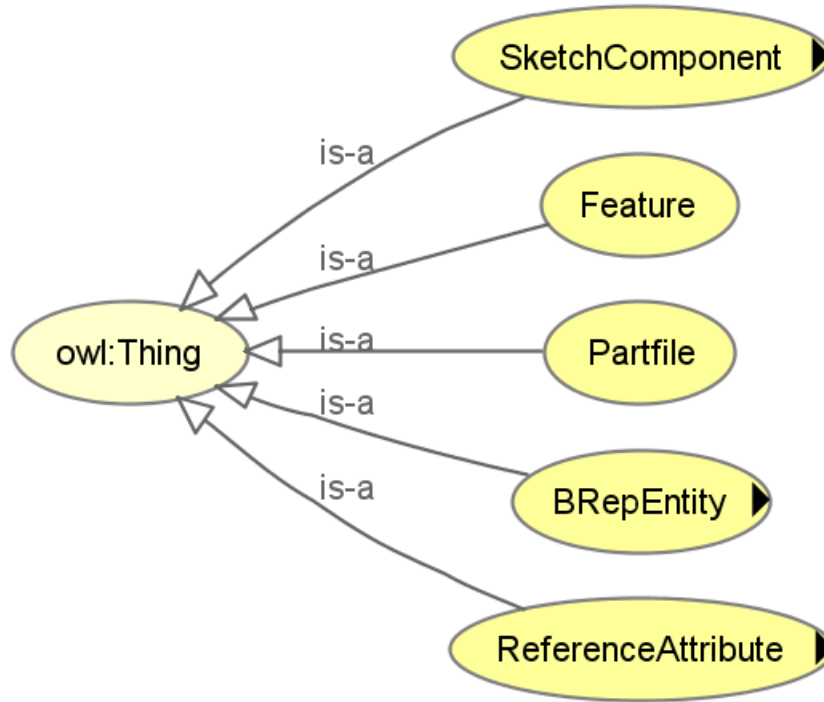 SketchComponent
is-a
Feature
is-a
owl:Thing
is-a
Partfile
is-a
BRepEntity
is-a
ReferenceAttribute